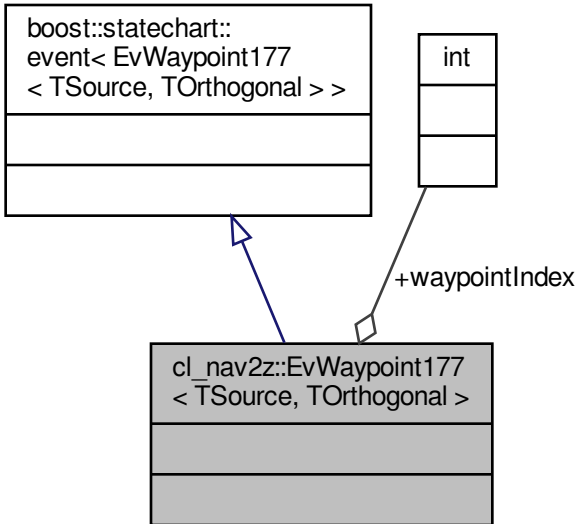 boost::statechart::
event< EvWaypoint177
< TSource, TOrthogonal > >
int
+waypointIndex
cl_nav2z::EvWaypoint177
< TSource, TOrthogonal >